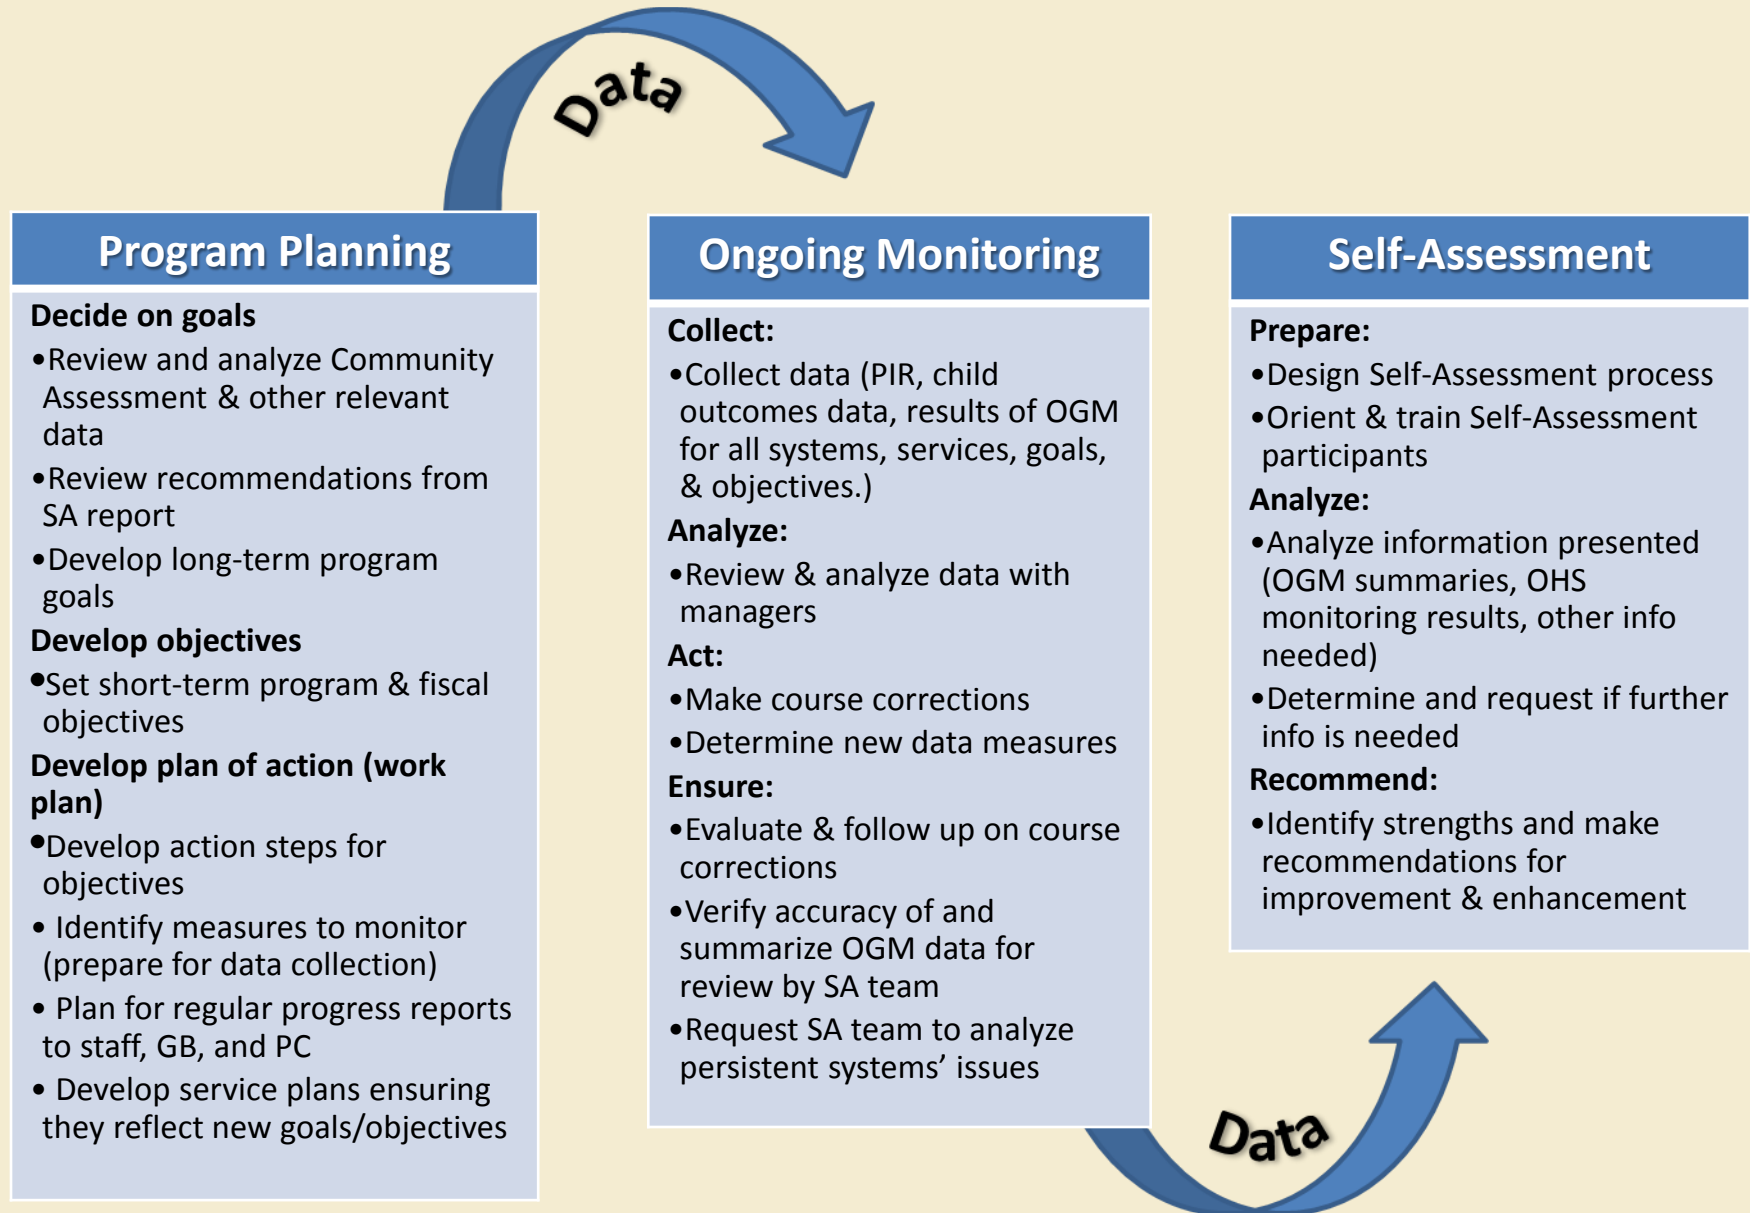 Data
Program Planning
Decide on goals
•Review and analyze Community
Assessment & other relevant
data
•Review recommendations from
SA report
•Develop long-term program
goals
Develop objectives
•Set short-term program & fiscal
objectives
Develop plan of action (work
plan)
•Develop action steps for
objectives
• Identify measures to monitor
(prepare for data collection)
• Plan for regular progress reports
to staff, GB, and PC
• Develop service plans ensuring
they reflect new goals/objectives
Ongoing Monitoring
Collect:
•Collect data (PIR, child
outcomes data, results of OGM
for all systems, services, goals,
& objectives.)
Analyze:
•Review & analyze data with
managers
Act:
•Make course corrections
•Determine new data measures
Ensure:
•Evaluate & follow up on course
corrections
•Verify accuracy of and
summarize OGM data for
review by SA team
•Request SA team to analyze
persistent systems’ issues
Self-Assessment
Prepare:
•Design Self-Assessment process
•Orient & train Self-Assessment
participants
Analyze:
•Analyze information presented
(OGM summaries, OHS
monitoring results, other info
needed)
•Determine and request if further
info is needed
Recommend:
•Identify strengths and make
recommendations for
improvement & enhancement
Data